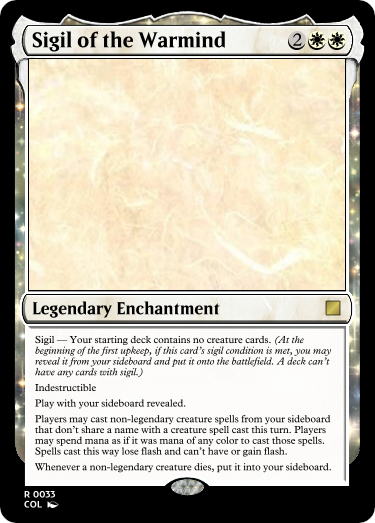 Sigil of the Warmind 2
Legendary Enchantment
Sigil — Your starting deck contains no creature cards. (At the
beginning of the first upkeep, if this card's sigil condition is met, you may
reveal it from your sideboard and put it onto the battlefield. A deck can't
have any cards with sigil.)
Indestructible
Play with your sideboard revealed.
Players may cast non-legendary creature spells from your sideboard
that don't share a name with a creature spell cast this turn. Players
may spend mana as if it was mana of any color to cast those spells.
Spells cast this way lose flash and can't have or gain flash.
Whenever a non-legendary creature dies, put it into your sideboard.
R 0033
COL